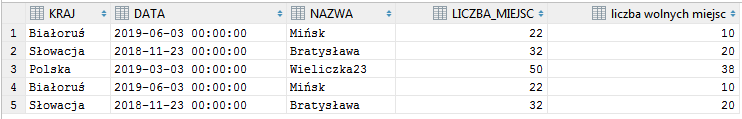 KRAJ DATA NAZWA LICZBA_MIEJSC liczba wolnych miejsc
1 Białoruś 2019-06-03 00:00:00 Mińsk 22 10
2 Słowacja 2018-11-23 00:00:00 Bratysława 32 20
3 Polska 2019-03-03 00:00:00 Wieliczka23 50 38
4 Białoruś 2019-06-03 00:00:00 Mińsk 22 10
5 Słowacja 2018-11-23 00:00:00 Bratysława 32 20